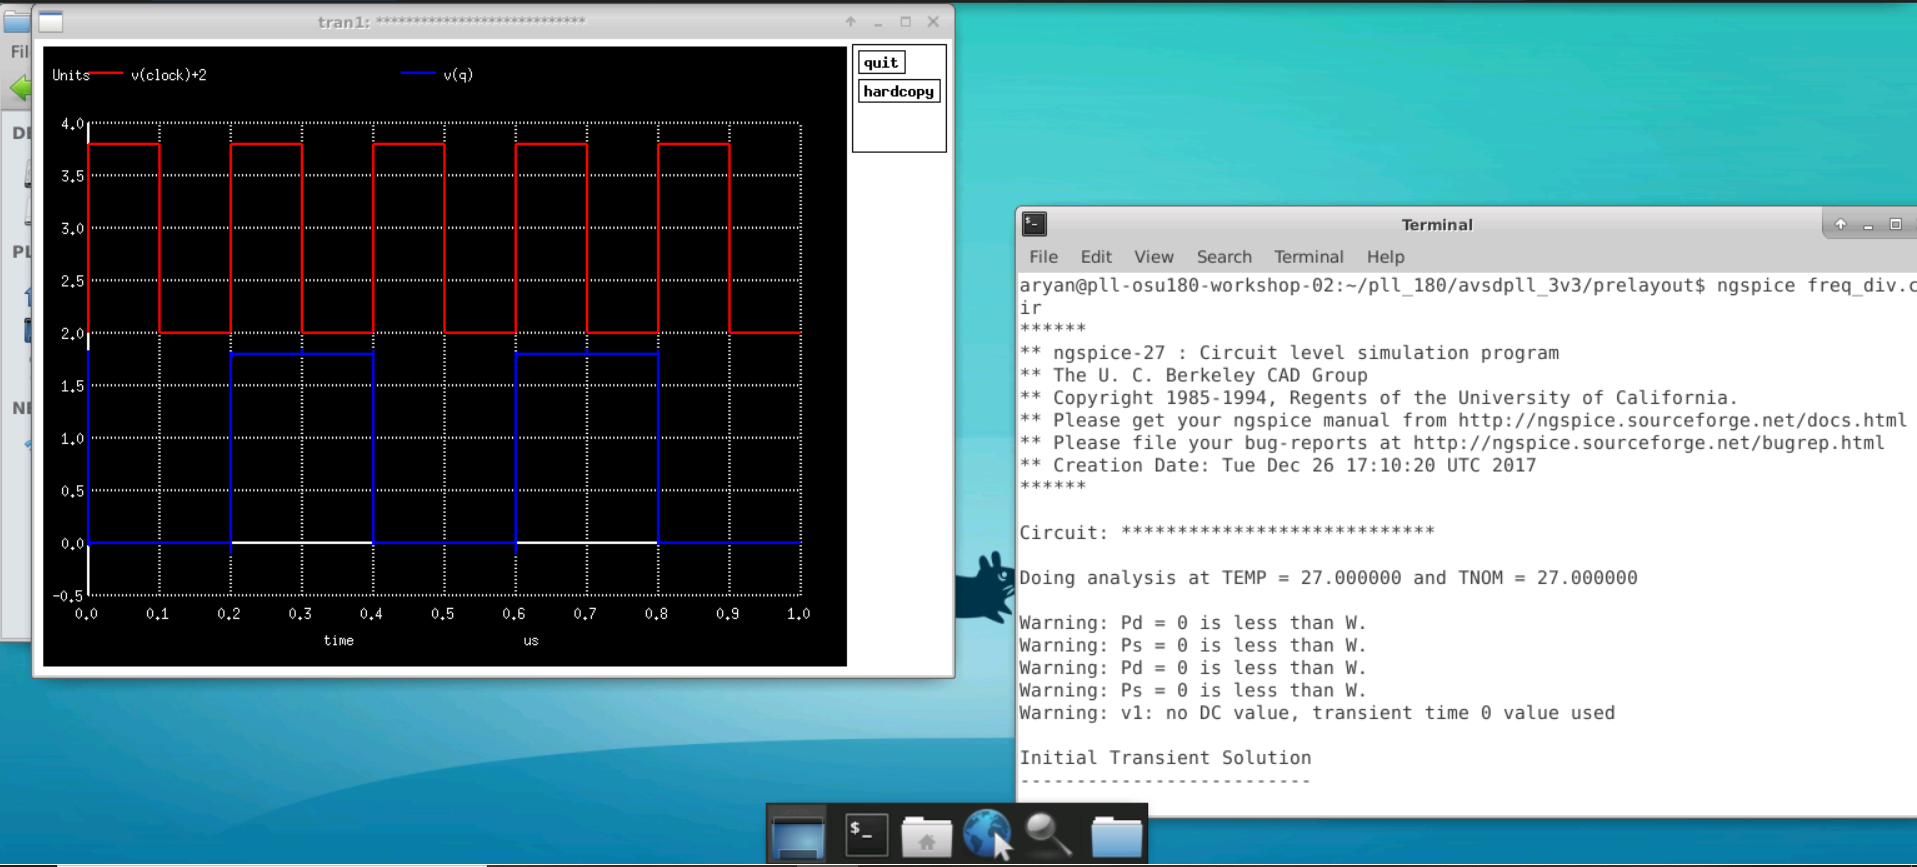 tran1: ****************************
quit
hardcopy
Units
v(clock)+2
v(q)
4.0
3.5
3.0
2.5
2.0
1.5
1.0
0.5
0.0
-0.5
0.0 0.1 0.2 0.3 0.4 0.5 0.6 0.7 0.8 0.9 1.0
time us
Terminal
File Edit View Search Terminal Help
aryan@pll-osu180-workshop-02:~/pll_180/avsdpll_3v3/prelayout$ ngspice freq_div.c
ir
******
** ngspice-27 : Circuit level simulation program
** The U. C. Berkeley CAD Group
** Copyright 1985-1994, Regents of the University of California.
** Please get your ngspice manual from http://ngspice.sourceforge.net/docs.html
** Please file your bug-reports at http://ngspice.sourceforge.net/bugrep.html
** Creation Date: Tue Dec 26 17:10:20 UTC 2017
******
Circuit: ****************************
Doing analysis at TEMP = 27.000000 and TNOM = 27.000000
Warning: Pd = 0 is less than W.
Warning: Ps = 0 is less than W.
Warning: Pd = 0 is less than W.
Warning: Ps = 0 is less than W.
Warning: v1: no DC value, transient time 0 value used
Initial Transient Solution
--------------------------
$_